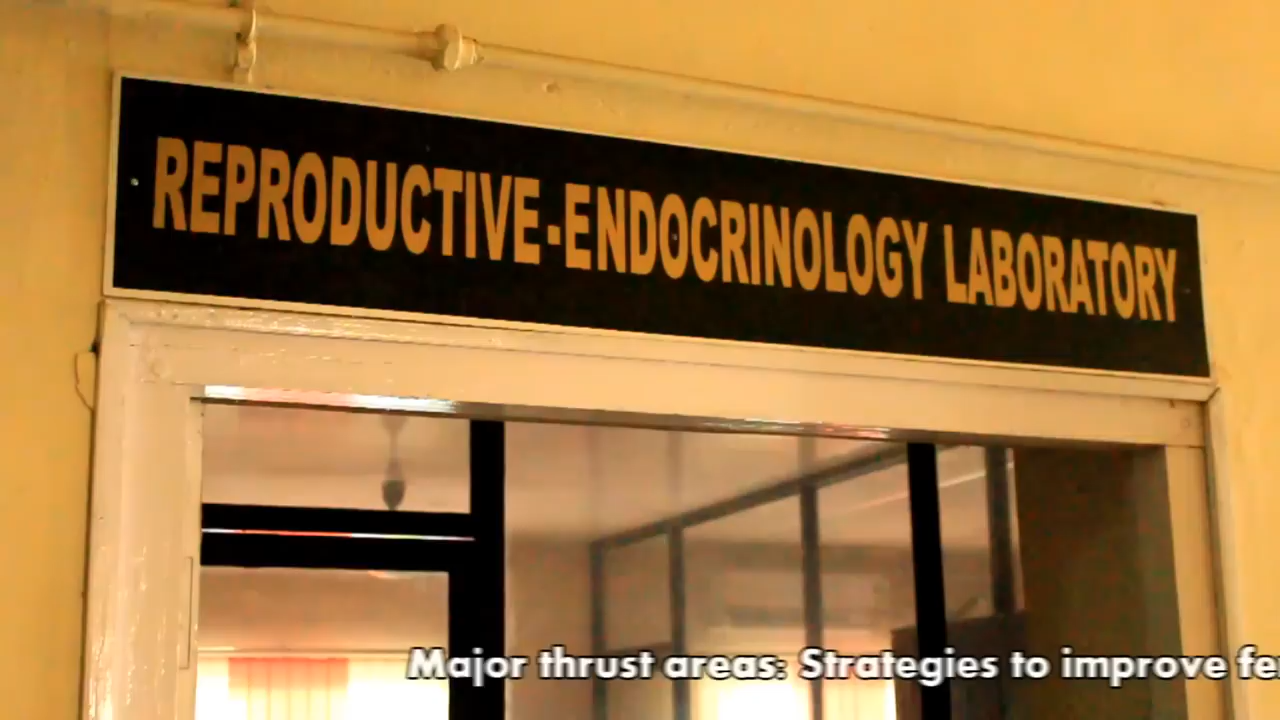 REPRODUCTIVE-ENDOCRINOLOGY LABORATORY
Major thrust areas: Strategies to improve